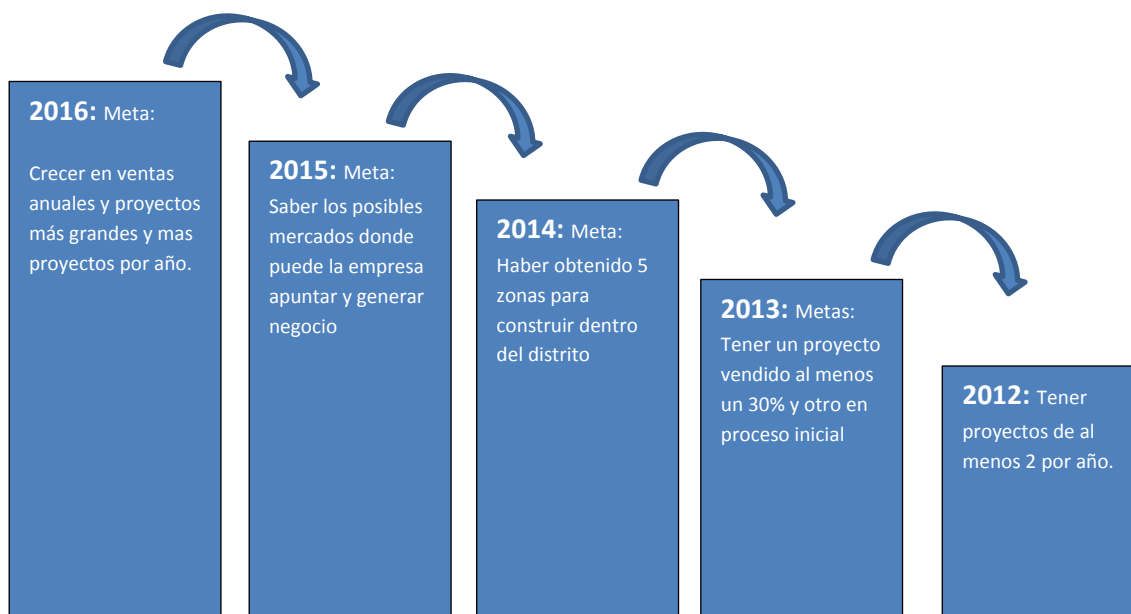 2016: Meta:
Crecer en ventas
anuales y proyectos
más grandes y mas
proyectos por año.
2015: Meta:
Saber los posibles
mercados donde
puede la empresa
apuntar y generar
negocio
2014: Meta:
Haber obtenido 5
zonas para
construir dentro
del distrito
2013: Metas:
Tener un proyecto
vendido al menos
un 30% y otro en
proceso inicial
2012: Tener
proyectos de al
menos 2 por año.